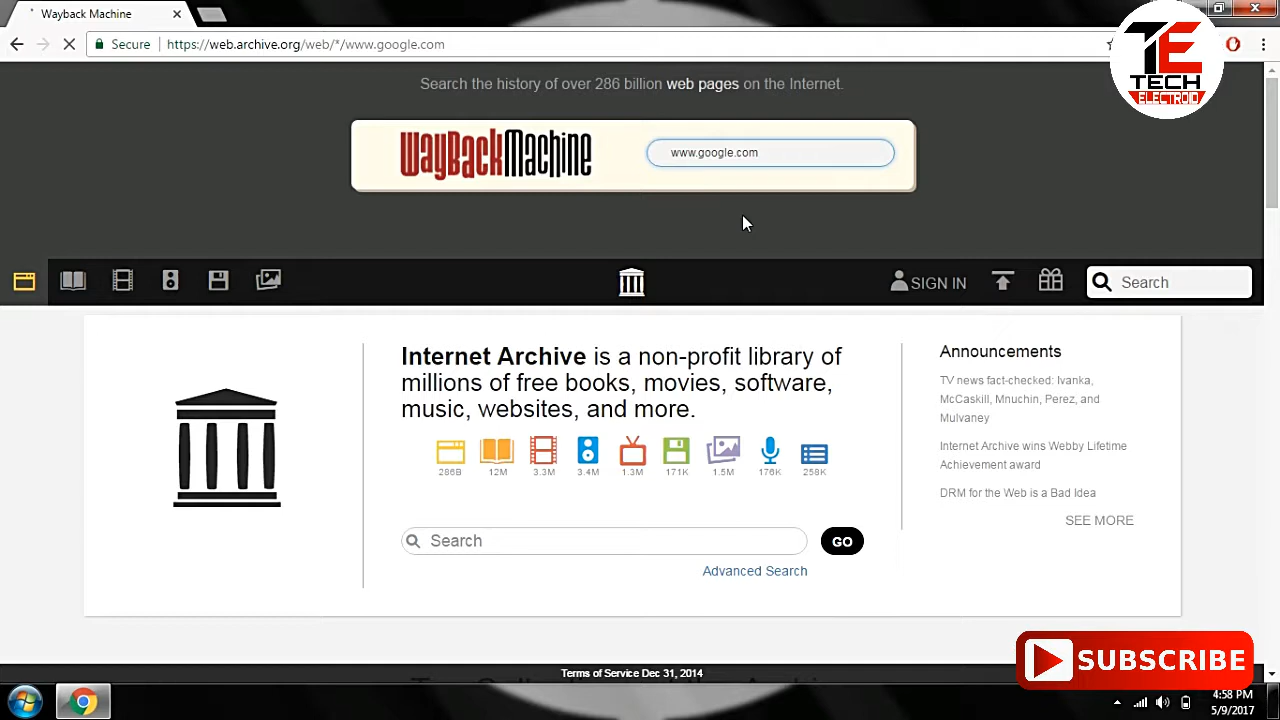 Wayback Machine
Secure
https://web.archive.org/web/*/www.google.com
TE
TECH
ELECTROID
Search the history of over 286 billion web pages on the Internet.
WayBackMachine
www.google.com
SIGN IN
Search
Internet Archive is a non-profit library of
millions of free books, movies, software,
music, websites, and more.
286B 12M 3.3M 3.4M 1.3M 171K 1.5M 176K 258K
Search
GO
Advanced Search
Announcements
TV news fact-checked: Ivanka,
McCaskill, Mnuchin, Perez, and
Mulvaney
Internet Archive wins Webby Lifetime
Achievement award
DRM for the Web is a Bad Idea
SEE MORE
SUBSCRIBE
Terms of Service Dec 31, 2014
4:58 PM
5/9/2017